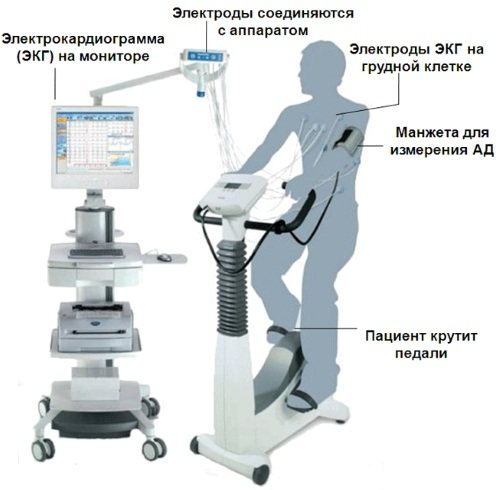 Электроды соединяются
с аппаратом
Электрокардиограмма
(ЭКГ) на мониторе
Электроды ЭКГ на
грудной клетке
Манжета для
измерения АД
Пациент крутит
педали